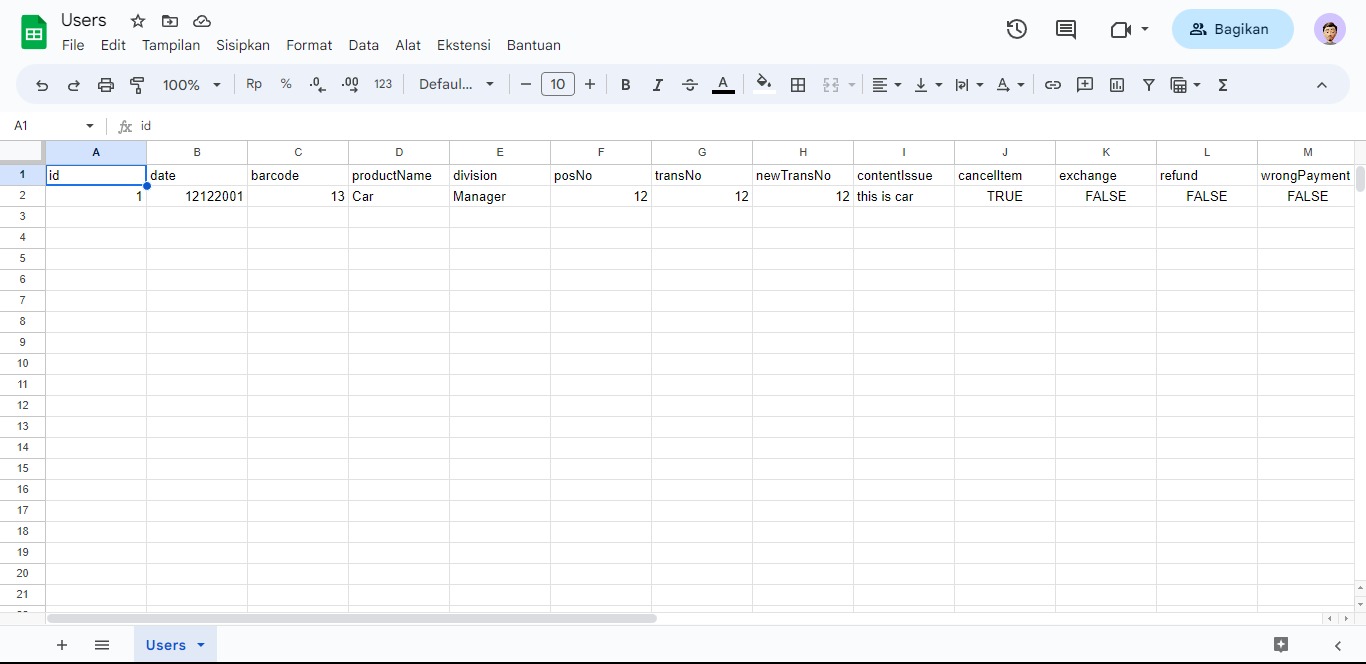 Users
File Edit Tampilan Sisipkan Format Data Alat Ekstensi Bantuan
Bagikan
100% Rp % .0 .00 123 Defaul... 10 B I A A Σ
A1 fx id
A B C D E F G H I J K L M
1 id date barcode productName division posNo transNo newTransNo contentIssue cancelItem exchange refund wrongPayment
2 1 12122001 13 Car Manager 12 12 12 this is car TRUE FALSE FALSE FALSE
3
4
5
6
7
8
9
10
11
12
13
14
15
16
17
18
19
20
21
Users